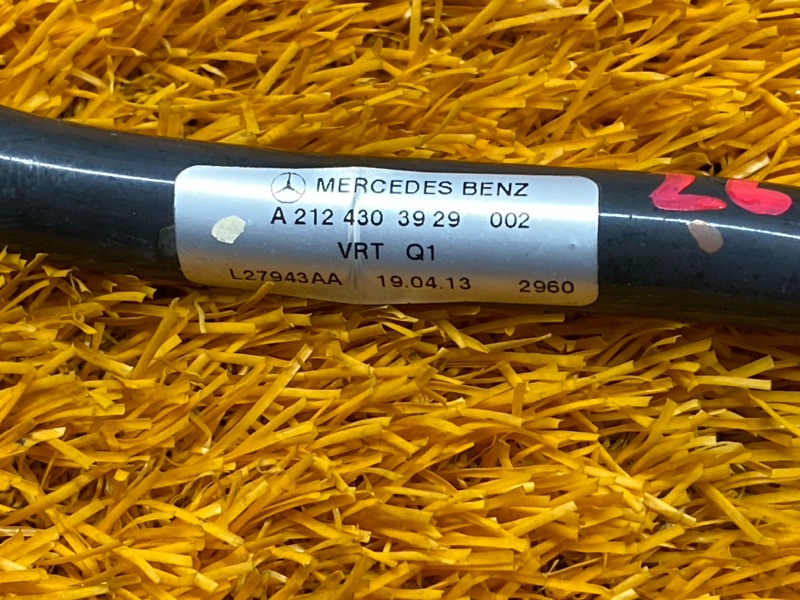 MERCEDES BENZ
A 212 430 39 29 002
VRT Q1
L27943AA 19.04.13 2960